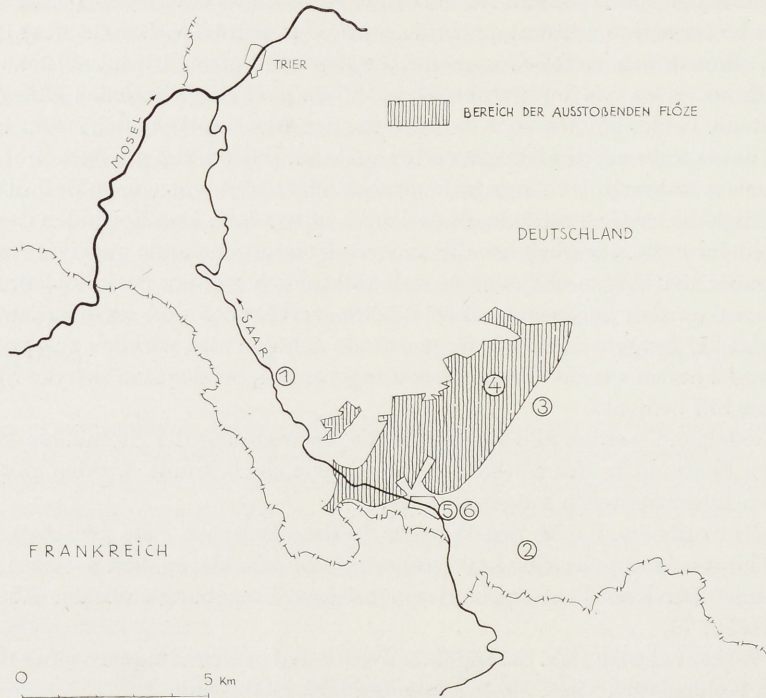 TRIER
MOSEL
BEREICH DER AUSSTOßENDEN FLÖZE
DEUTSCHLAND
SAAR
1
4
3
5 6
2
FRANKREICH
0 5 Km